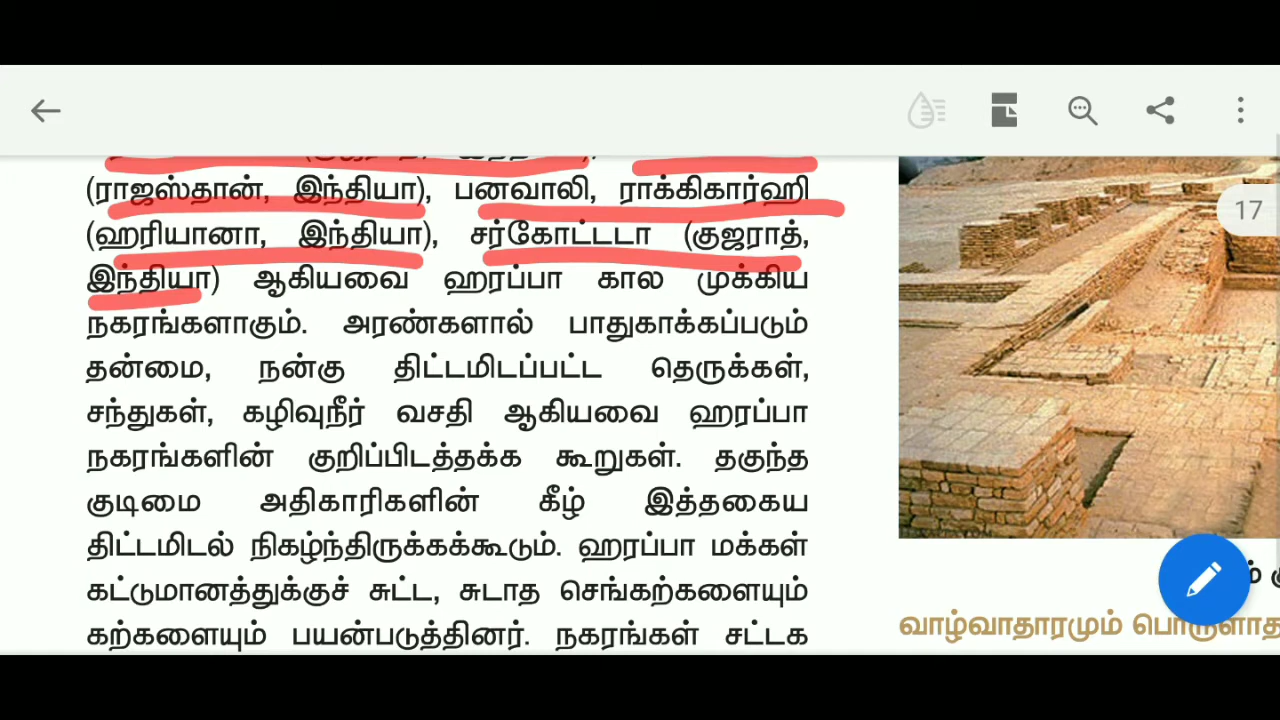 17
(ராஜஸ்தான், இந்தியா), பனவாலி, ராக்கிகார்ஹி
(ஹரியானா, இந்தியா), சர்கோட்டடா (குஜராத்,
இந்தியா) ஆகியவை ஹரப்பா கால முக்கிய
நகரங்களாகும். அரண்களால் பாதுகாக்கப்படும்
தன்மை, நன்கு திட்டமிடப்பட்ட தெருக்கள்,
சந்துகள், கழிவுநீர் வசதி ஆகியவை ஹரப்பா
நகரங்களின் குறிப்பிடத்தக்க கூறுகள். தகுந்த
குடிமை அதிகாரிகளின் கீழ் இத்தகைய
திட்டமிடல் நிகழ்ந்திருக்கக்கூடும். ஹரப்பா மக்கள்
கட்டுமானத்துக்குச் சுட்ட, சுடாத செங்கற்களையும்
கற்களையும் பயன்படுத்தினர். நகரங்கள் சட்டக
வாழ்வாதாரமும்